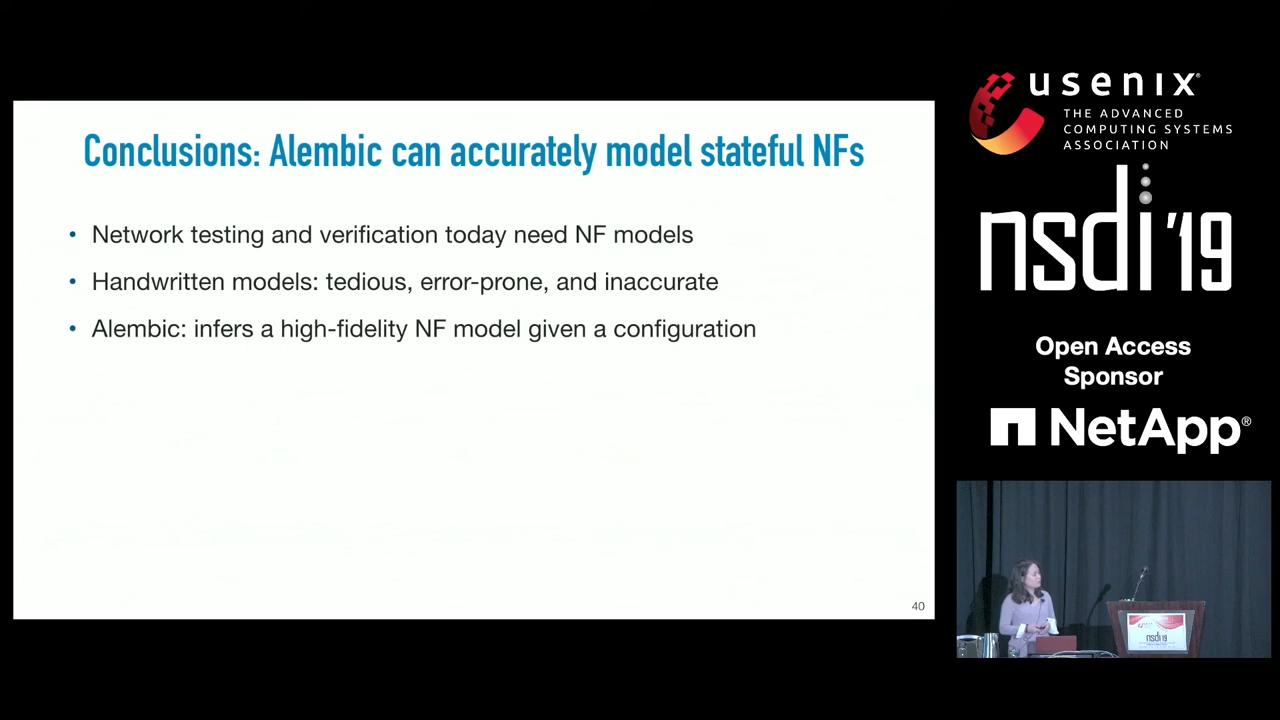 Conclusions: Alembic can accurately model stateful NFs
• Network testing and verification today need NF models
• Handwritten models: tedious, error-prone, and inaccurate
• Alembic: infers a high-fidelity NF model given a configuration
40
usenix®
THE ADVANCED
COMPUTING SYSTEMS
ASSOCIATION
nsdi '19
Open Access
Sponsor
NetApp®
nsdi'19